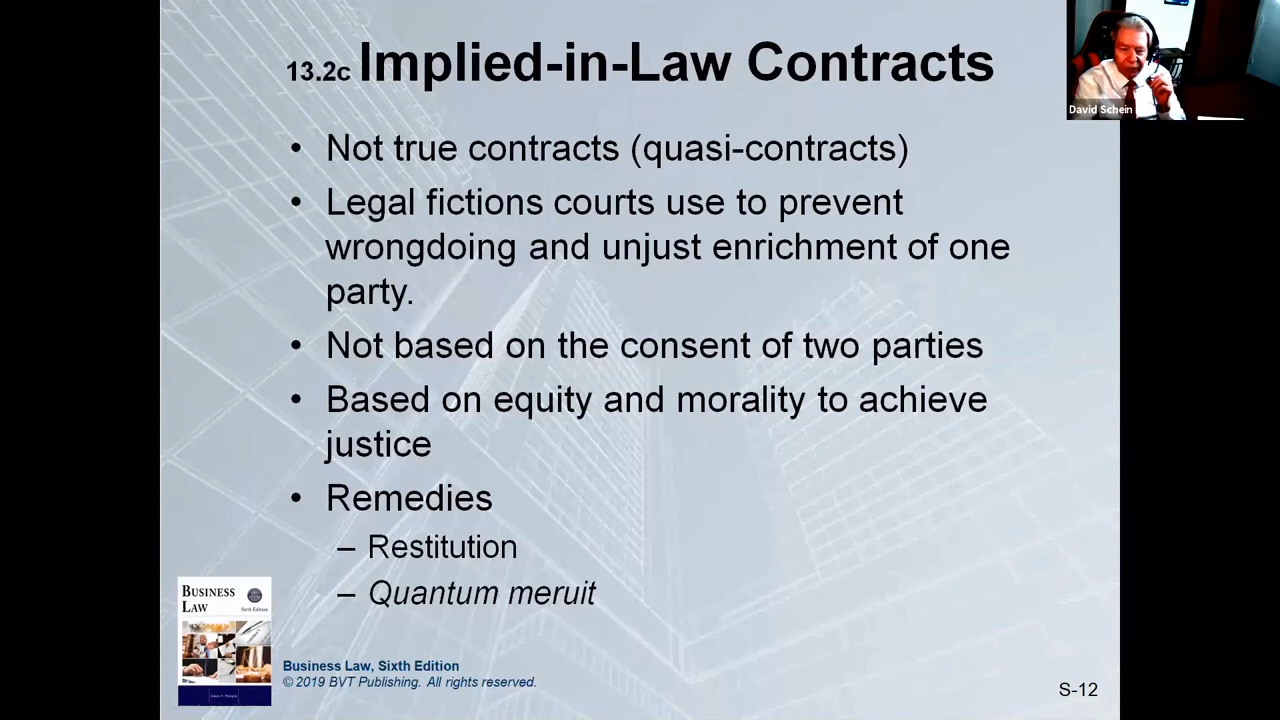 13.2c Implied-in-Law Contracts
David Schein
• Not true contracts (quasi-contracts)
• Legal fictions courts use to prevent
wrongdoing and unjust enrichment of one
party.
• Not based on the consent of two parties
• Based on equity and morality to achieve
justice
• Remedies
– Restitution
– Quantum meruit
BUSINESS
LAW
Sixth Edition
Business Law, Sixth Edition
© 2019 BVT Publishing. All rights reserved.
S-12